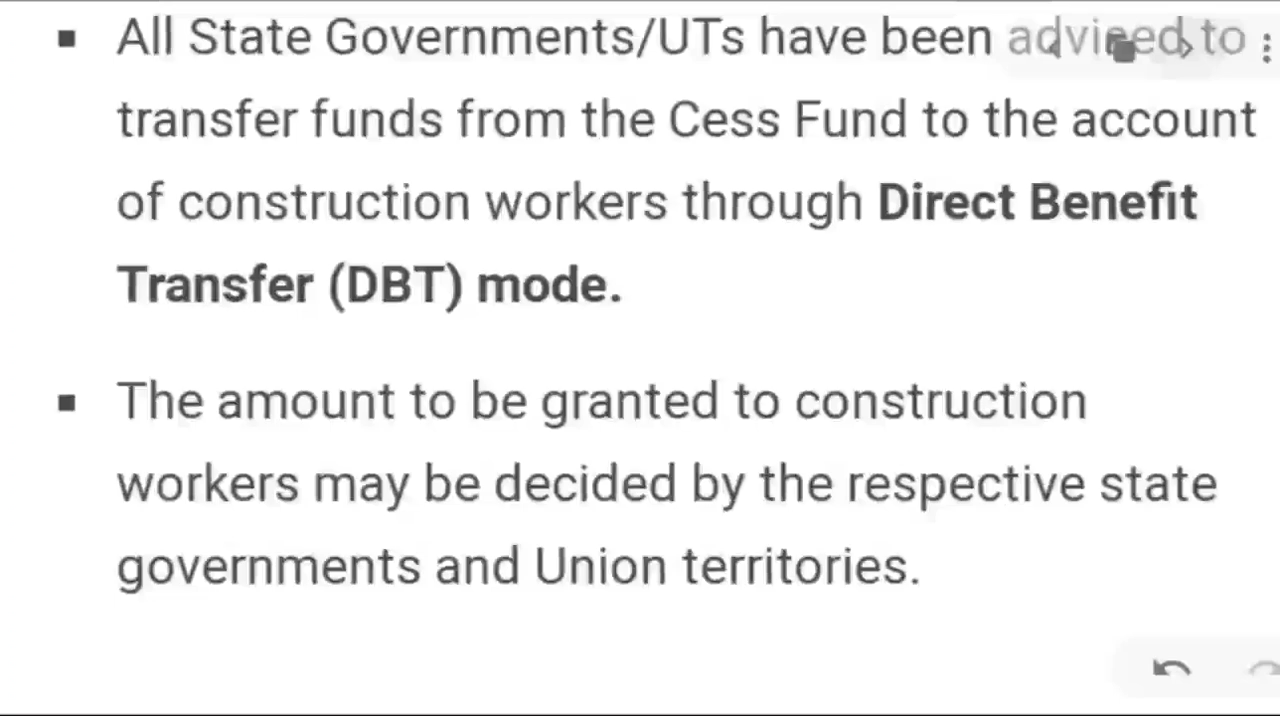 ▪ All State Governments/UTs have been advised to
transfer funds from the Cess Fund to the account
of construction workers through Direct Benefit
Transfer (DBT) mode.
▪ The amount to be granted to construction
workers may be decided by the respective state
governments and Union territories.